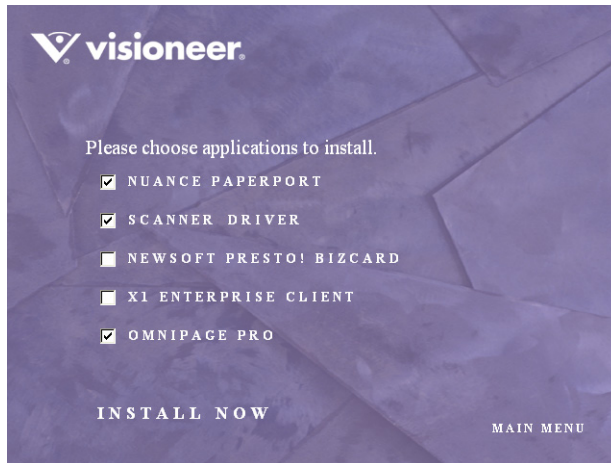 visioneer.
Please choose applications to install.
NUANCE PAPERPORT
SCANNER DRIVER
NEWSOFT PRESTO! BIZCARD
X1 ENTERPRISE CLIENT
OMNIPAGE PRO
INSTALL NOW
MAIN MENU